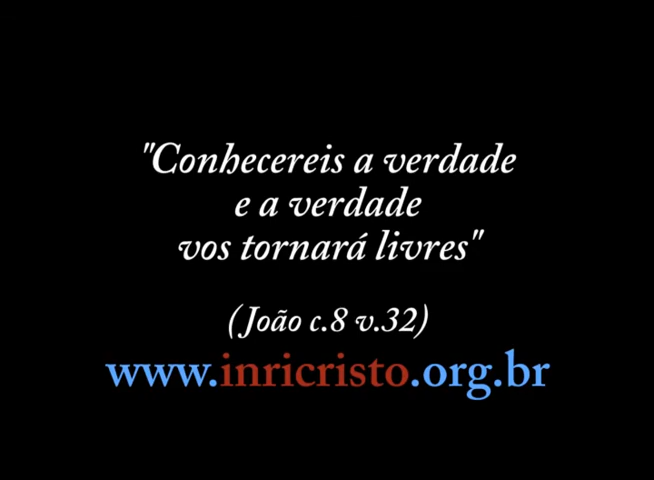 "Conhecereis a verdade
e a verdade
vos tornará livres"
(João c.8 v.32)
www.inricristo.org.br